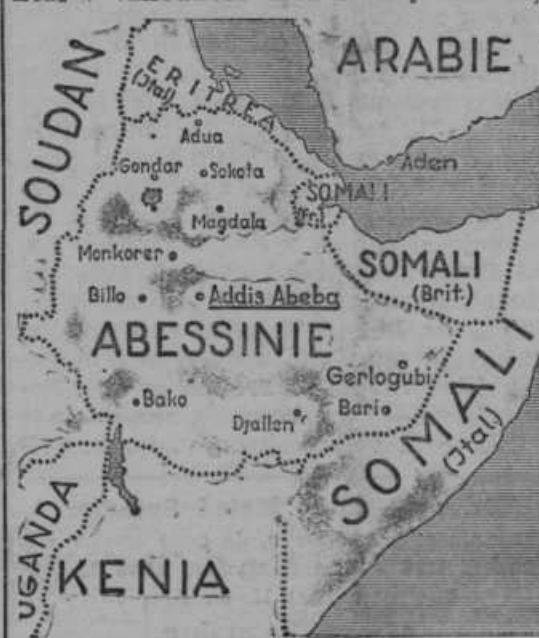 ARABIE
ERITREA
(Ital)
SOUDAN
Adua
Gondar
Sokota
Aden
SOMALI
Magdala
Monkorer
SOMALI
(Brit.)
Billo
Addis Abeba
ABESSINIE
Gerlogubi
Bako
Bari
Djallen
SOMALI
(Ital)
UGANDA
KENIA